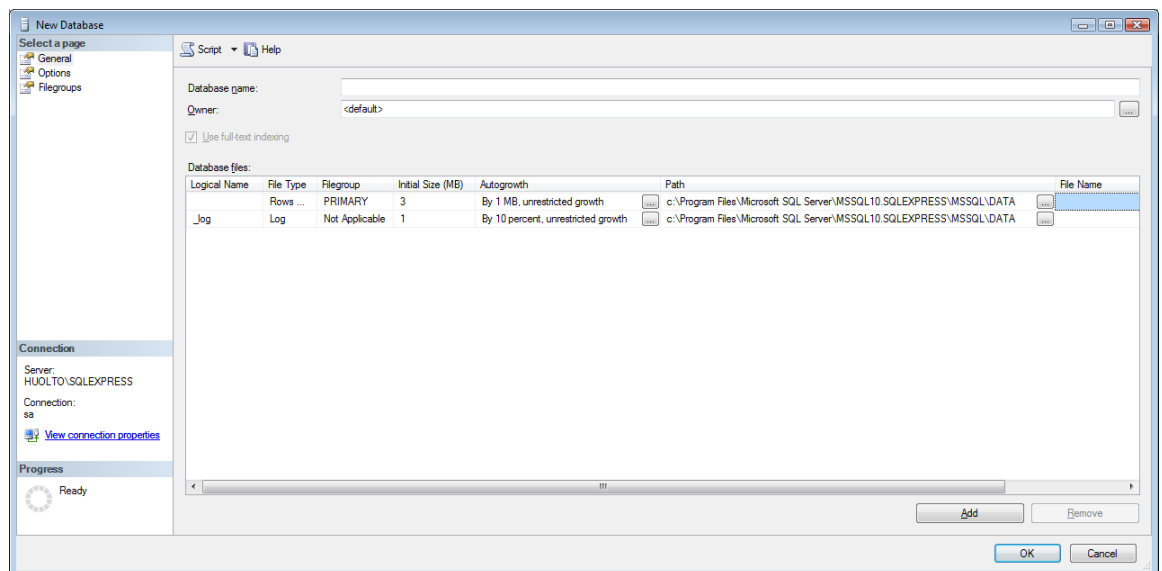 New Database
Select a page
General
Options
Filegroups
Script Help
Database name:
Owner: <default> ...
Use full-text indexing
Database files:
Logical Name File Type Filegroup Initial Size (MB) Autogrowth Path File Name
Rows ... PRIMARY 3 By 1 MB, unrestricted growth ... c:\Program Files\Microsoft SQL Server\MSSQL10.SQLEXPRESS\MSSQL\DATA ...
_log Log Not Applicable 1 By 10 percent, unrestricted growth ... c:\Program Files\Microsoft SQL Server\MSSQL10.SQLEXPRESS\MSSQL\DATA ...
Connection
Server:
HUOLTO\SQLEXPRESS
Connection:
sa
View connection properties
Progress
Ready
Add Remove
OK Cancel